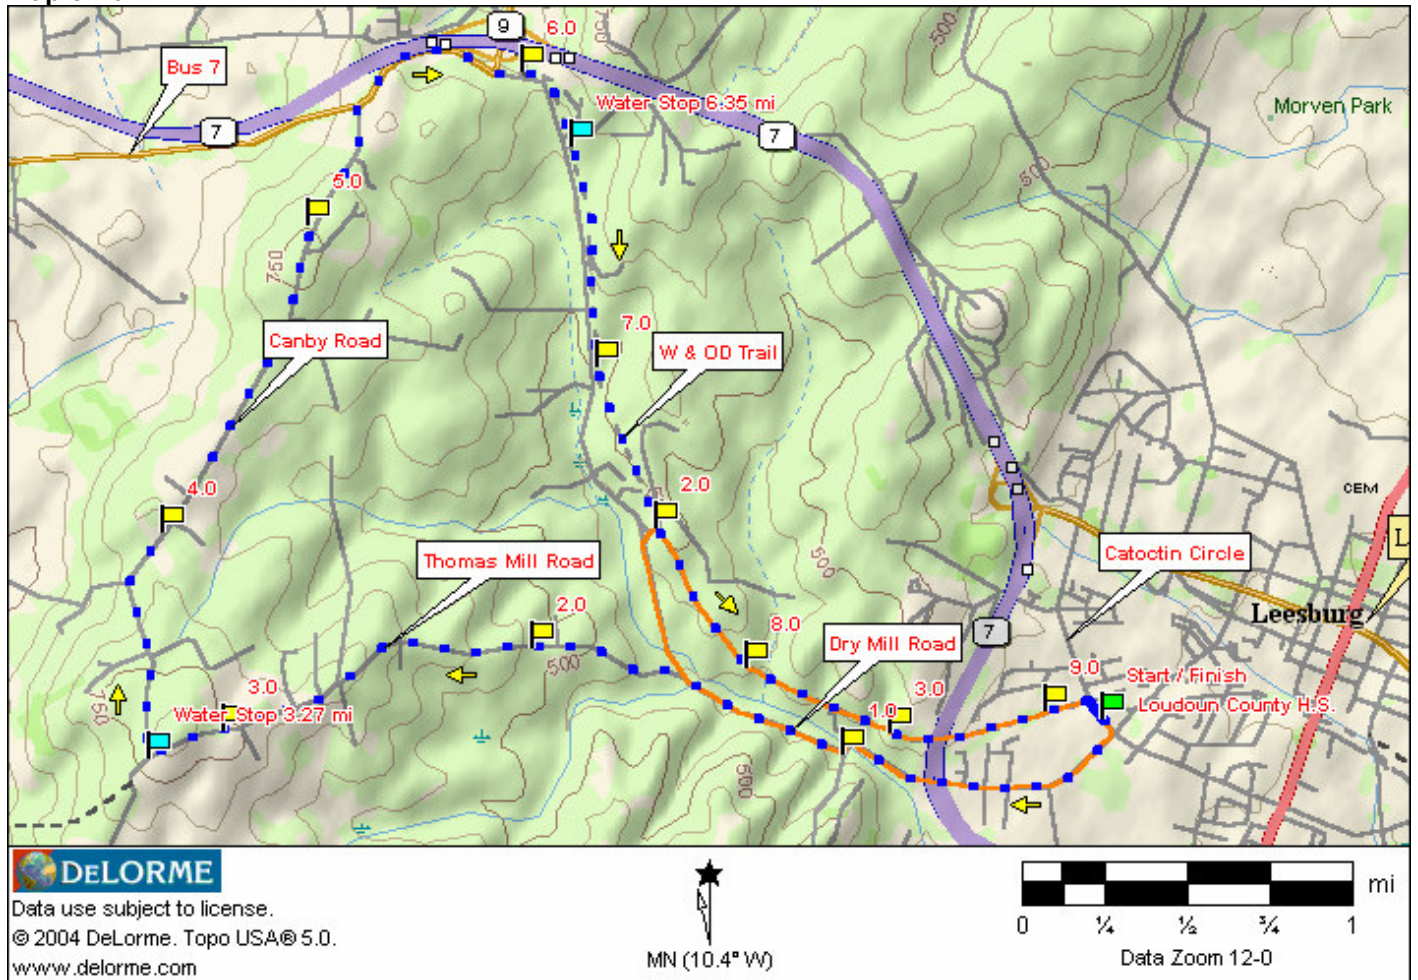 9
6.0
Bus 7
7
Water Stop 6.35 mi
7
500
500
Morven Park
5.0
750
Canby Road
7.0
W & OD Trail
4.0
2.0
CEM
Thomas Mill Road
500
Catoctin Circle
L
2.0
500
8.0
Dry Mill Road
7
Leesburg
3.0
750
Water Stop 3.27 mi
3.0
1.0
9.0
Start / Finish
Loudoun County H.S.
500
DELORME
Data use subject to license.
© 2004 DeLorme. Topo USA® 5.0.
www.delorme.com
MN (10.4° W)
mi
0 ¼ ½ ¾ 1
Data Zoom 12-0